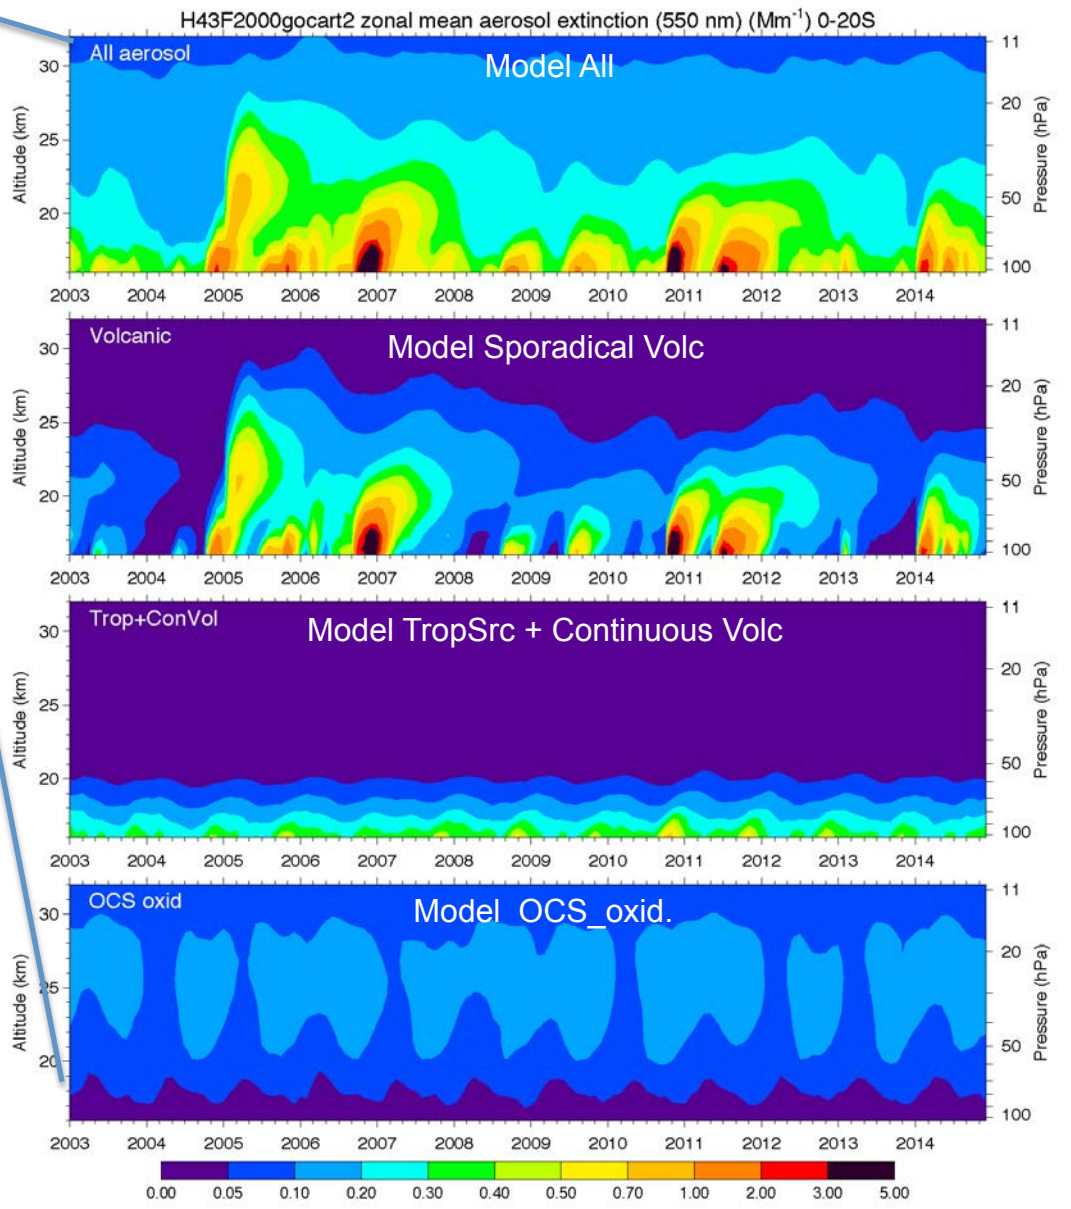 H43F2000gocart2 zonal mean aerosol extinction (550 nm) (Mm⁻¹) 0-20S
All aerosol
Model All
Altitude (km)
30
25
20
11
20
50
100
Pressure (hPa)
2003 2004 2005 2006 2007 2008 2009 2010 2011 2012 2013 2014
Volcanic
Model Sporadical Volc
Altitude (km)
30
25
20
11
20
50
100
Pressure (hPa)
2003 2004 2005 2006 2007 2008 2009 2010 2011 2012 2013 2014
Trop+ConVol
Model TropSrc + Continuous Volc
Altitude (km)
30
25
20
11
20
50
100
Pressure (hPa)
2003 2004 2005 2006 2007 2008 2009 2010 2011 2012 2013 2014
OCS oxid
Model OCS_oxid.
Altitude (km)
30
25
20
11
20
50
100
Pressure (hPa)
2003 2004 2005 2006 2007 2008 2009 2010 2011 2012 2013 2014
0.00 0.05 0.10 0.20 0.30 0.40 0.50 0.70 1.00 2.00 3.00 5.00